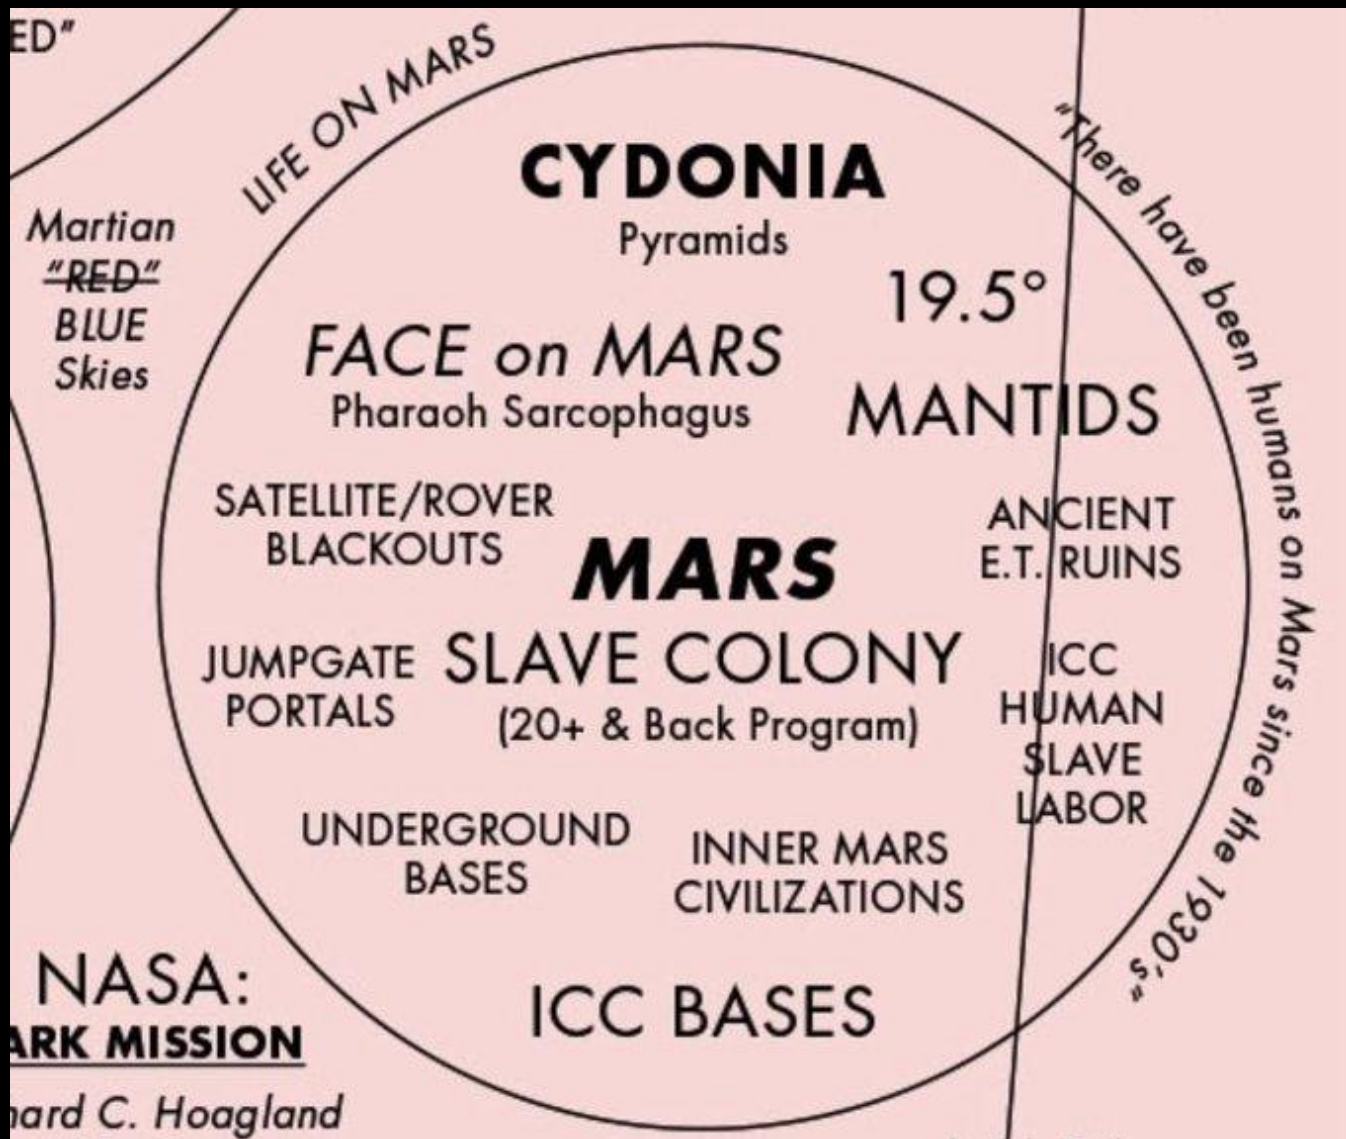 ED"
LIFE ON MARS
"There have been humans on Mars since the 1930's"
Martian
"RED"
BLUE
Skies
CYDONIA
Pyramids
19.5°
FACE on MARS
Pharaoh Sarcophagus
MANTIDS
SATELLITE/ROVER
BLACKOUTS
ANCIENT
E.T. RUINS
MARS
SLAVE COLONY
(20+ & Back Program)
JUMPGATE
PORTALS
ICC
HUMAN
SLAVE
LABOR
UNDERGROUND
BASES
INNER MARS
CIVILIZATIONS
ICC BASES
NASA:
ARK MISSION
hard C. Hoagland